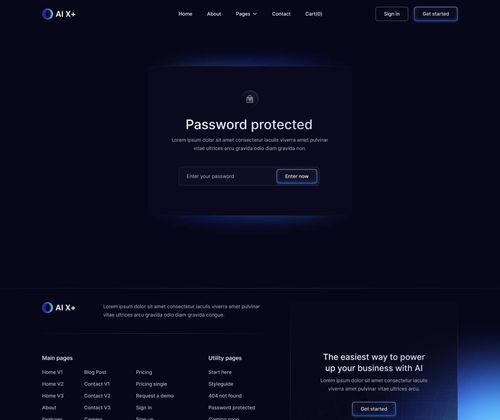 AI X+
Home About Pages Contact Cart(0)
Sign in Get started
Password protected
Lorem ipsum dolor sit amet consectetur iaculis viverra amet sapien
vitae ultrices arcu gravida odio diam gravida non.
Enter your password Enter now
AI X+
Lorem ipsum dolor sit amet consectetur iaculis viverra amet pulvinar
vitae ultrices arcu gravida odio diam gravida congue.
Main pages
Home V1 Blog Post Pricing
Home V2 Contact V1 Pricing single
Home V3 Contact V2 Request a demo
About Contact V3 Sign in
Features Careers Sign up
Utility pages
Start here
Styleguide
404 not found
Password protected
Coming soon
The easiest way to power
up your business with AI
Lorem ipsum dolor sit amet consectetur
iaculis viverra.
Get started